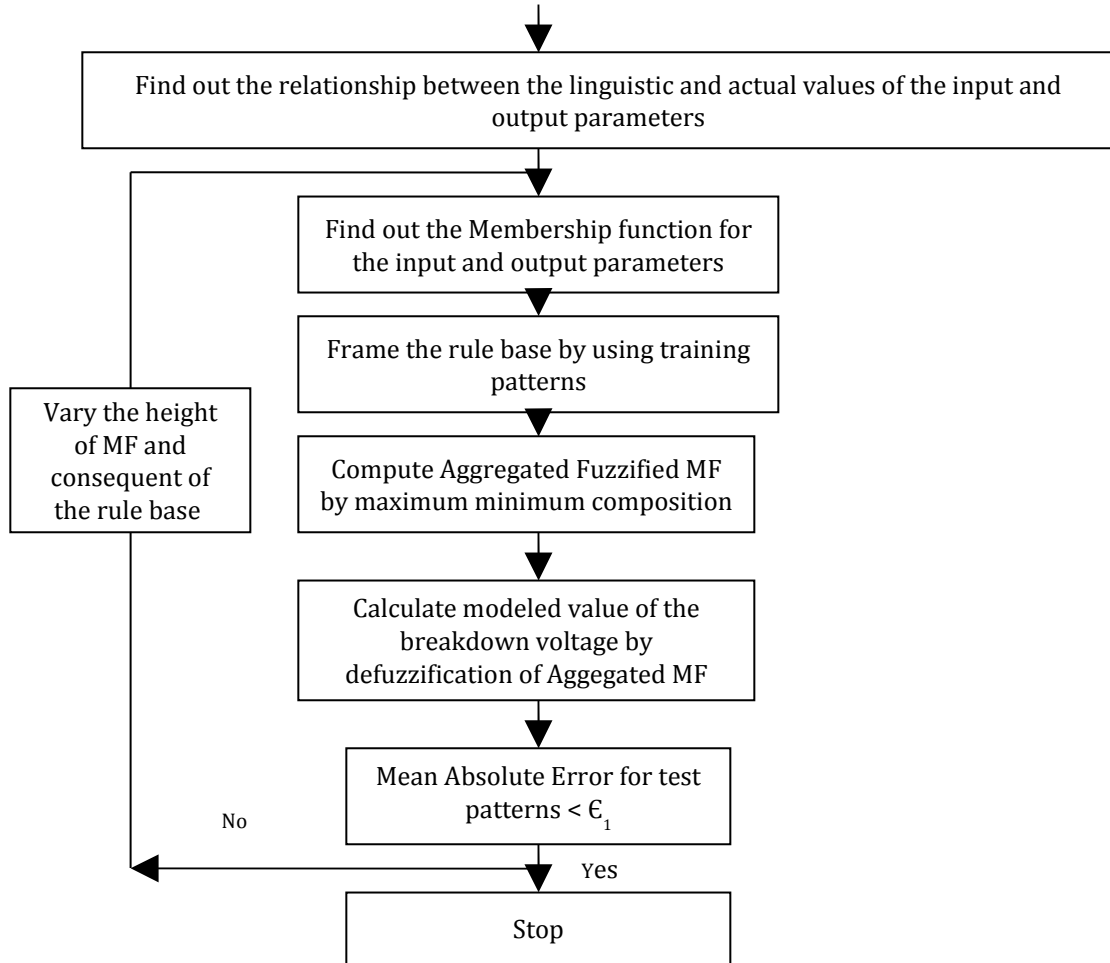 Find out the relationship between the linguistic and actual values of the input and
output parameters
Find out the Membership function for
the input and output parameters
Frame the rule base by using training
patterns
Vary the height
of MF and
consequent of
the rule base
Compute Aggregated Fuzzified MF
by maximum minimum composition
Calculate modeled value of the
breakdown voltage by
defuzzification of Aggegated MF
Mean Absolute Error for test
patterns < Є₁
No
Yes
Stop